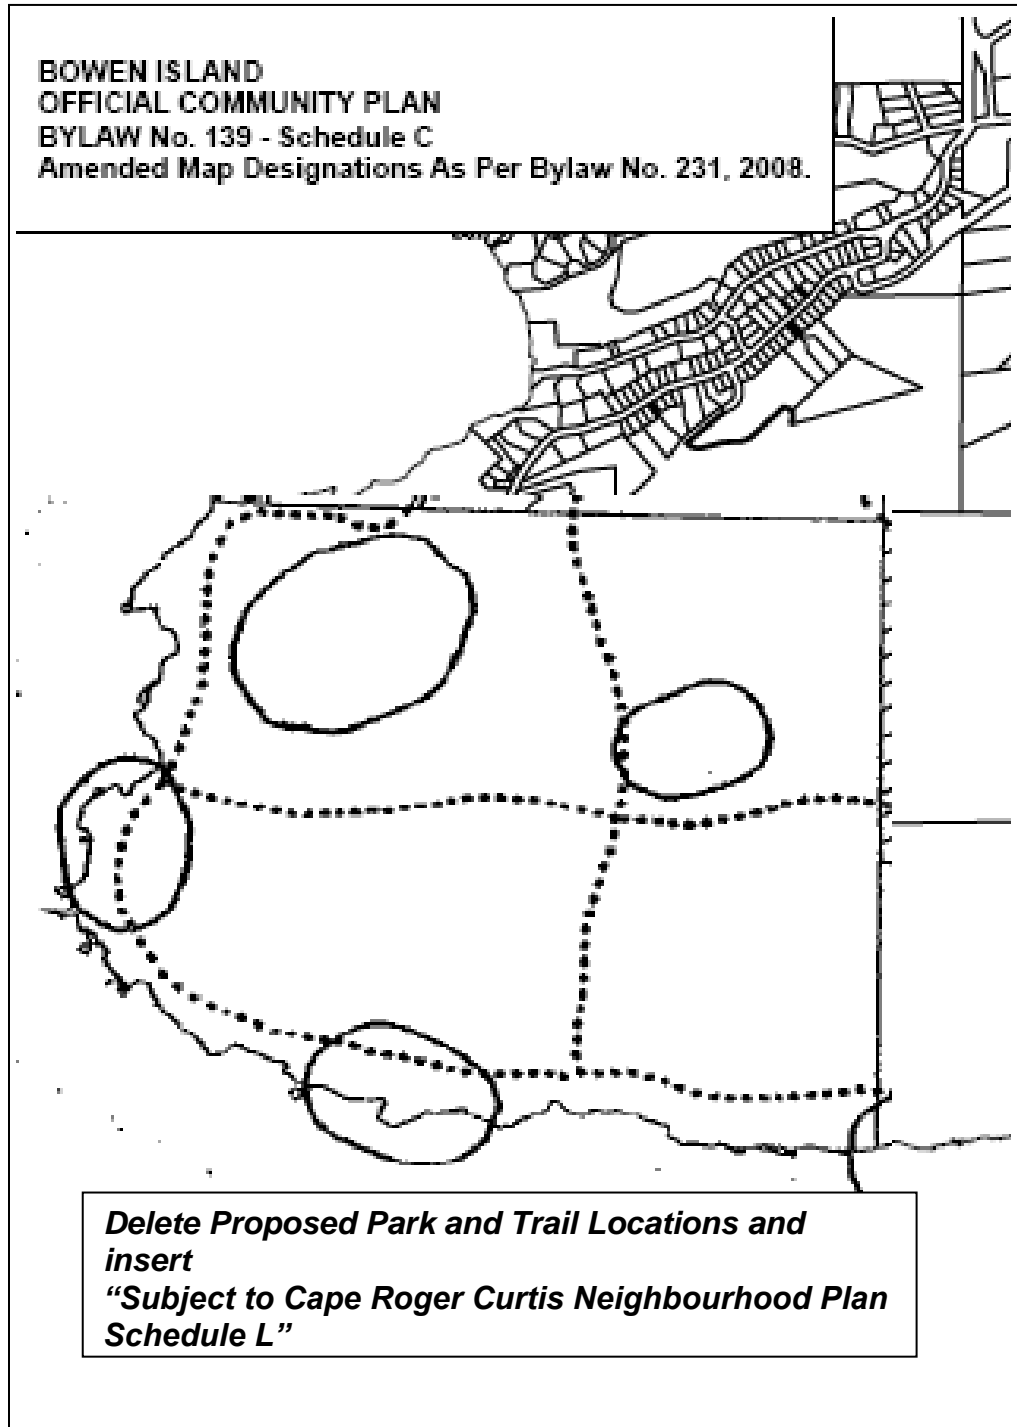 BOWEN ISLAND
OFFICIAL COMMUNITY PLAN
BYLAW No. 139 - Schedule C
Amended Map Designations As Per Bylaw No. 231, 2008.
Delete Proposed Park and Trail Locations and
insert
“Subject to Cape Roger Curtis Neighbourhood Plan
Schedule L”